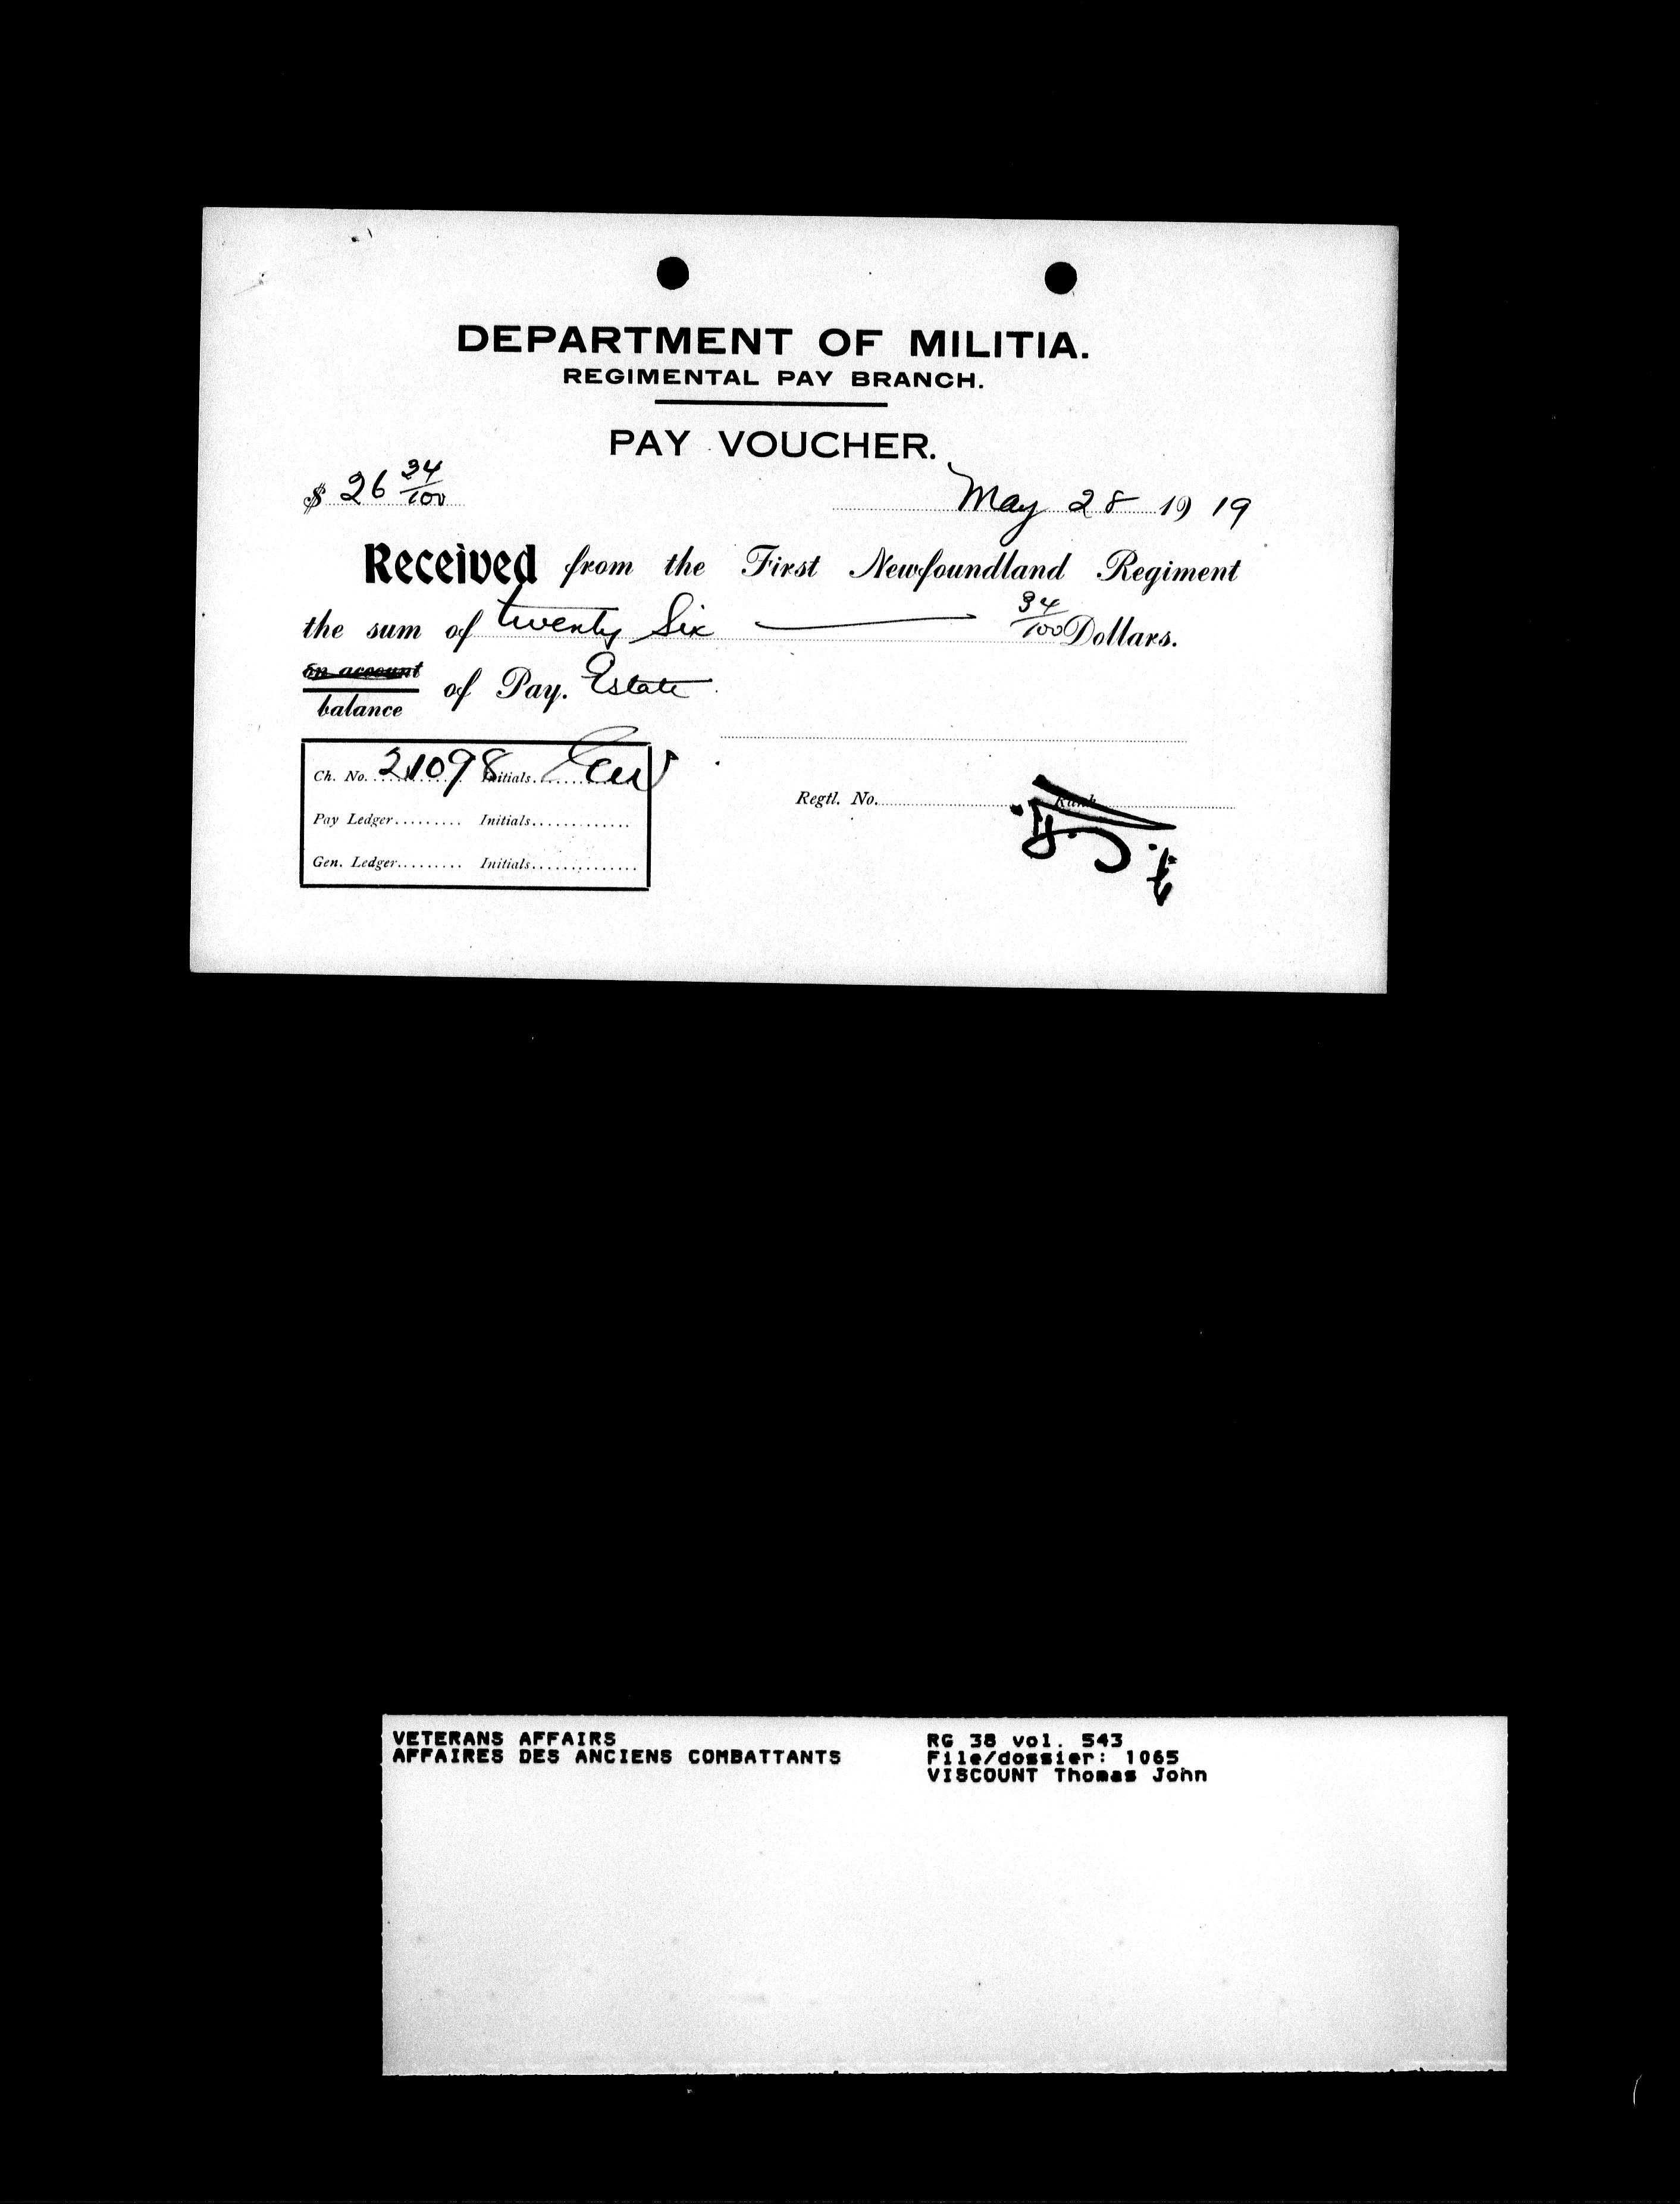 DEPARTMENT OF MILITIA.
REGIMENTAL PAY BRANCH.
PAY VOUCHER.
$ 26 34/100
May 28 19 19
Received from the First Newfoundland Regiment
the sum of twenty Six 34/100 Dollars.
on account
balance of Pay. Estate
Ch. No. 21098 Initials
Pay Ledger Initials
Gen. Ledger Initials
Regtl. No. Rank
VETERANS AFFAIRS
AFFAIRES DES ANCIENS COMBATTANTS
RG 38 vol. 543
File/dossier: 1065
VISCOUNT Thomas John